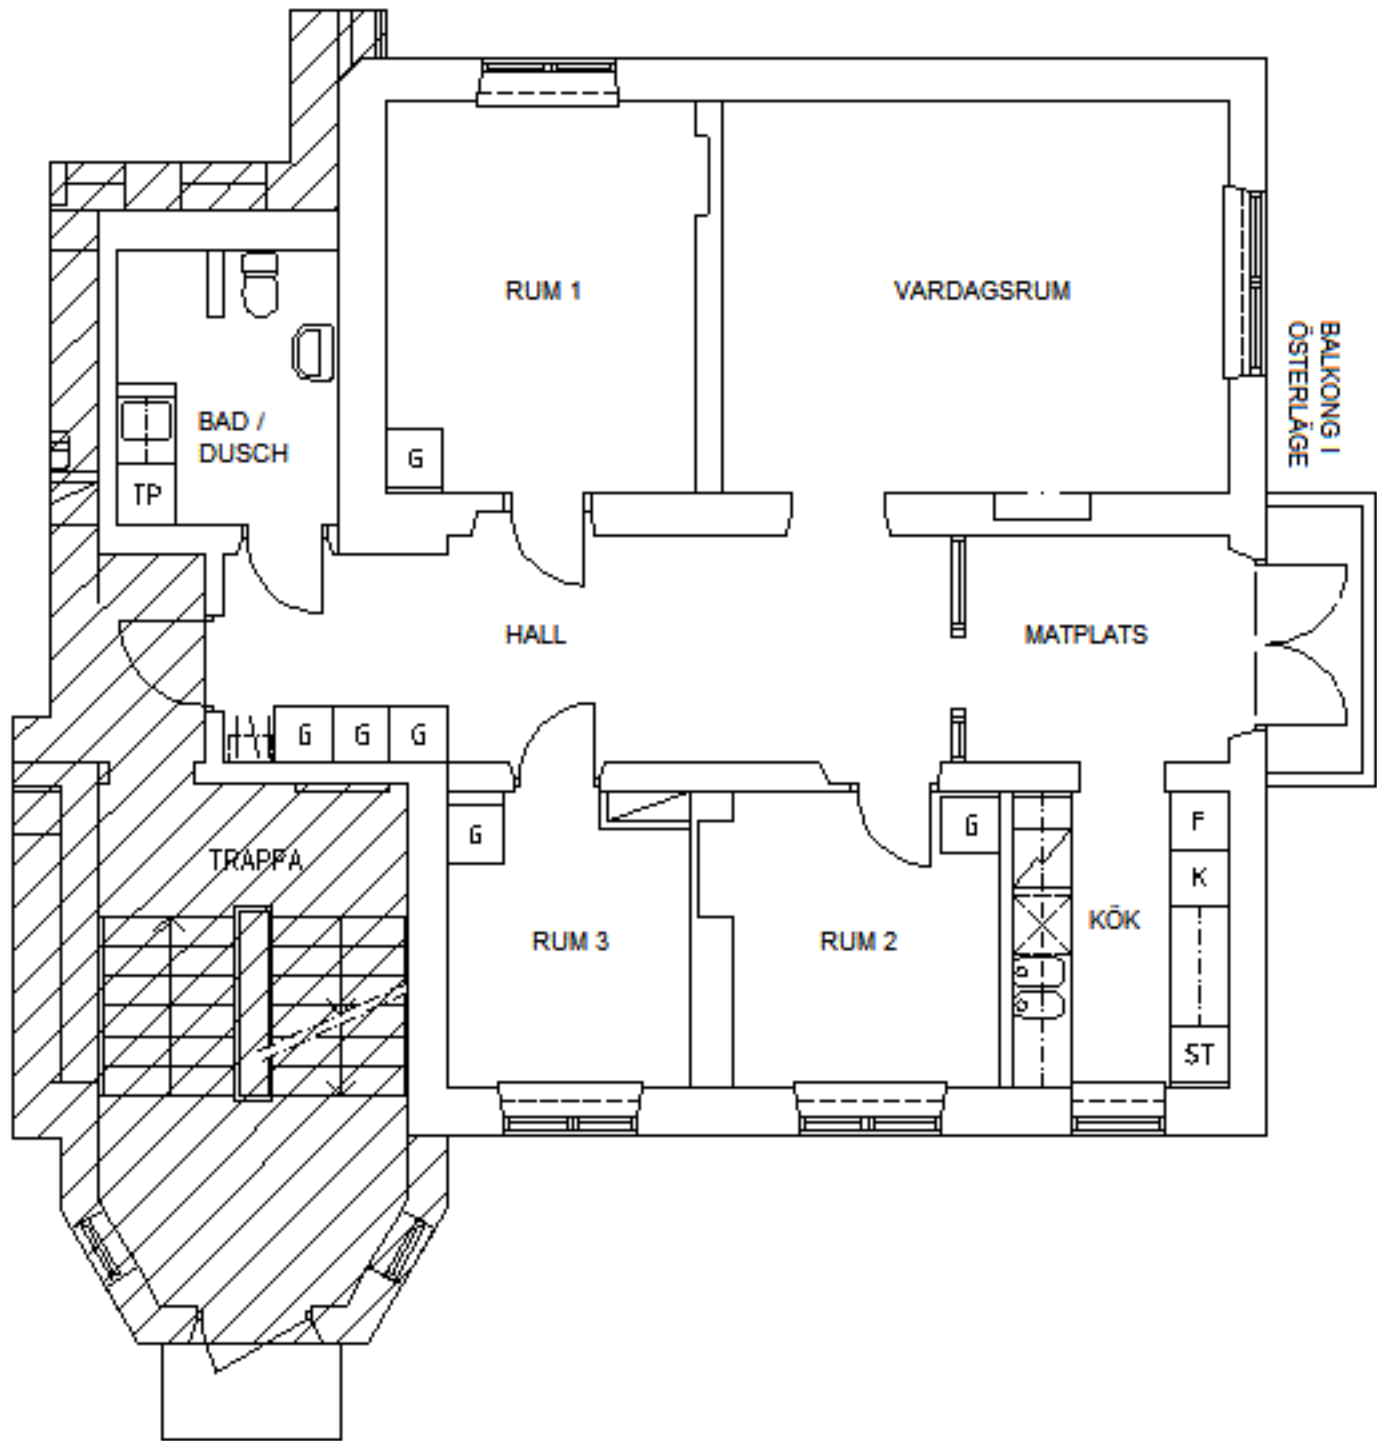 RUM 1
VARDAGSRUM
BALKONG I
ÖSTERLÄGE
BAD /
DUSCH
G
TP
HALL
MATPLATS
G
G
G
G
G
F
TRAPPA
K
KÖK
RUM 3
RUM 2
ST